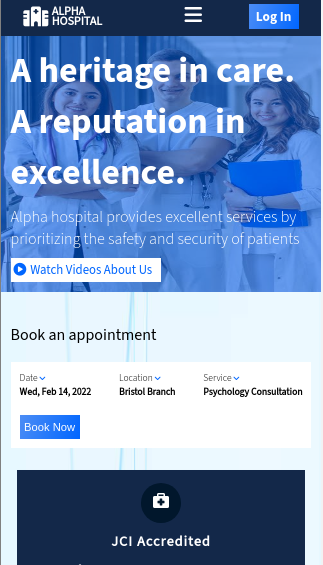 ALPHA
HOSPITAL
Log In
A heritage in care.
A reputation in
excellence.
Alpha hospital provides excellent services by
prioritizing the safety and security of patients
Watch Videos About Us
Book an appointment
Date Location Service
Wed, Feb 14, 2022 Bristol Branch Psychology Consultation
Book Now
JCI Accredited